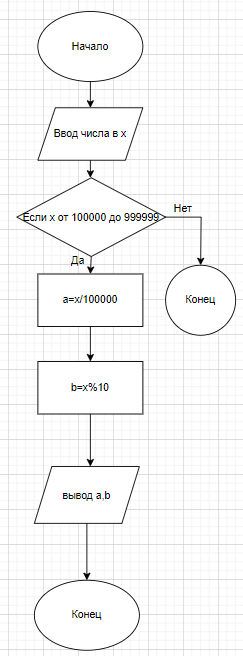 Начало
Ввод числа в x
Если x от 100000 до 999999
Нет
Да
a=x/100000
Конец
b=x%10
вывод a,b
Конец